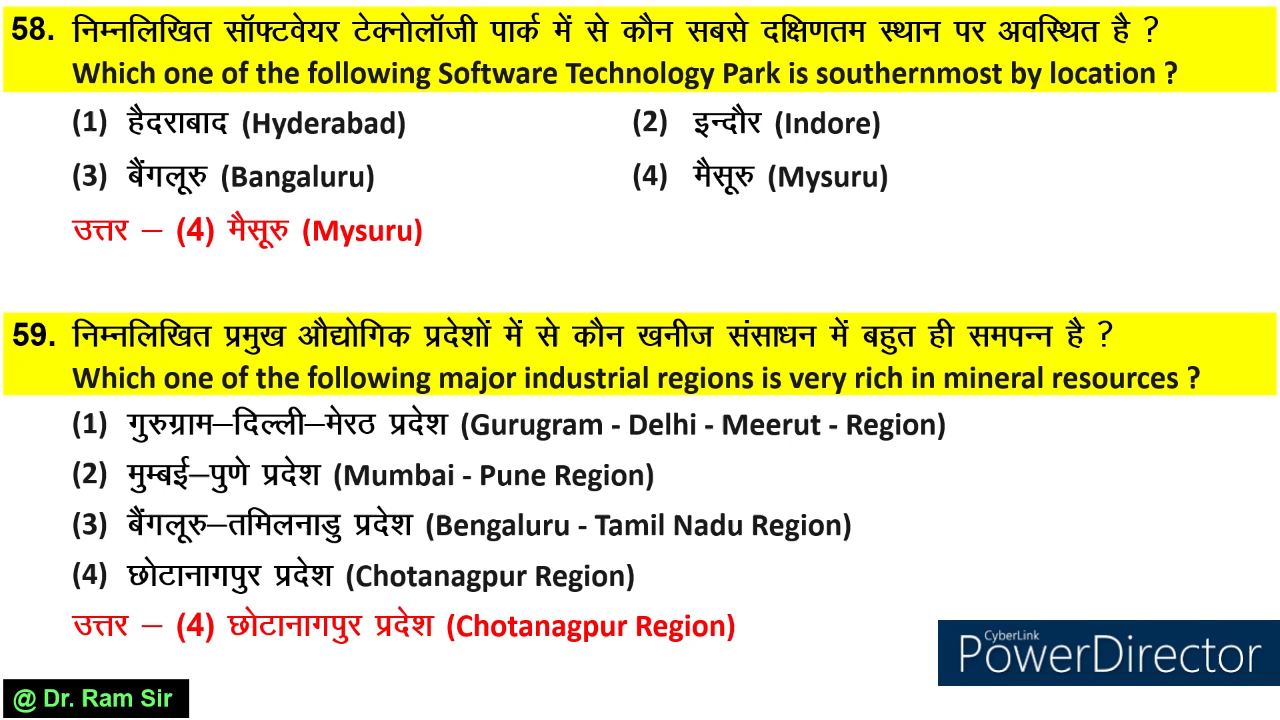 58. निम्नलिखित सॉफ्टवेयर टेक्नोलॉजी पार्क में से कौन सबसे दक्षिणतम स्थान पर अवस्थित है ?
Which one of the following Software Technology Park is southernmost by location ?
(1) हैदराबाद (Hyderabad) (2) इन्दौर (Indore)
(3) बैंगलूरु (Bangaluru) (4) मैसूरु (Mysuru)
उत्तर – (4) मैसूरु (Mysuru)
59. निम्नलिखित प्रमुख औद्योगिक प्रदेशों में से कौन खनीज संसाधन में बहुत ही समपन्न है ?
Which one of the following major industrial regions is very rich in mineral resources ?
(1) गुरुग्राम–दिल्ली–मेरठ प्रदेश (Gurugram - Delhi - Meerut - Region)
(2) मुम्बई–पुणे प्रदेश (Mumbai - Pune Region)
(3) बैंगलूरु–तमिलनाडु प्रदेश (Bengaluru - Tamil Nadu Region)
(4) छोटानागपुर प्रदेश (Chotanagpur Region)
उत्तर – (4) छोटानागपुर प्रदेश (Chotanagpur Region)
CyberLink
PowerDirector
@ Dr. Ram Sir